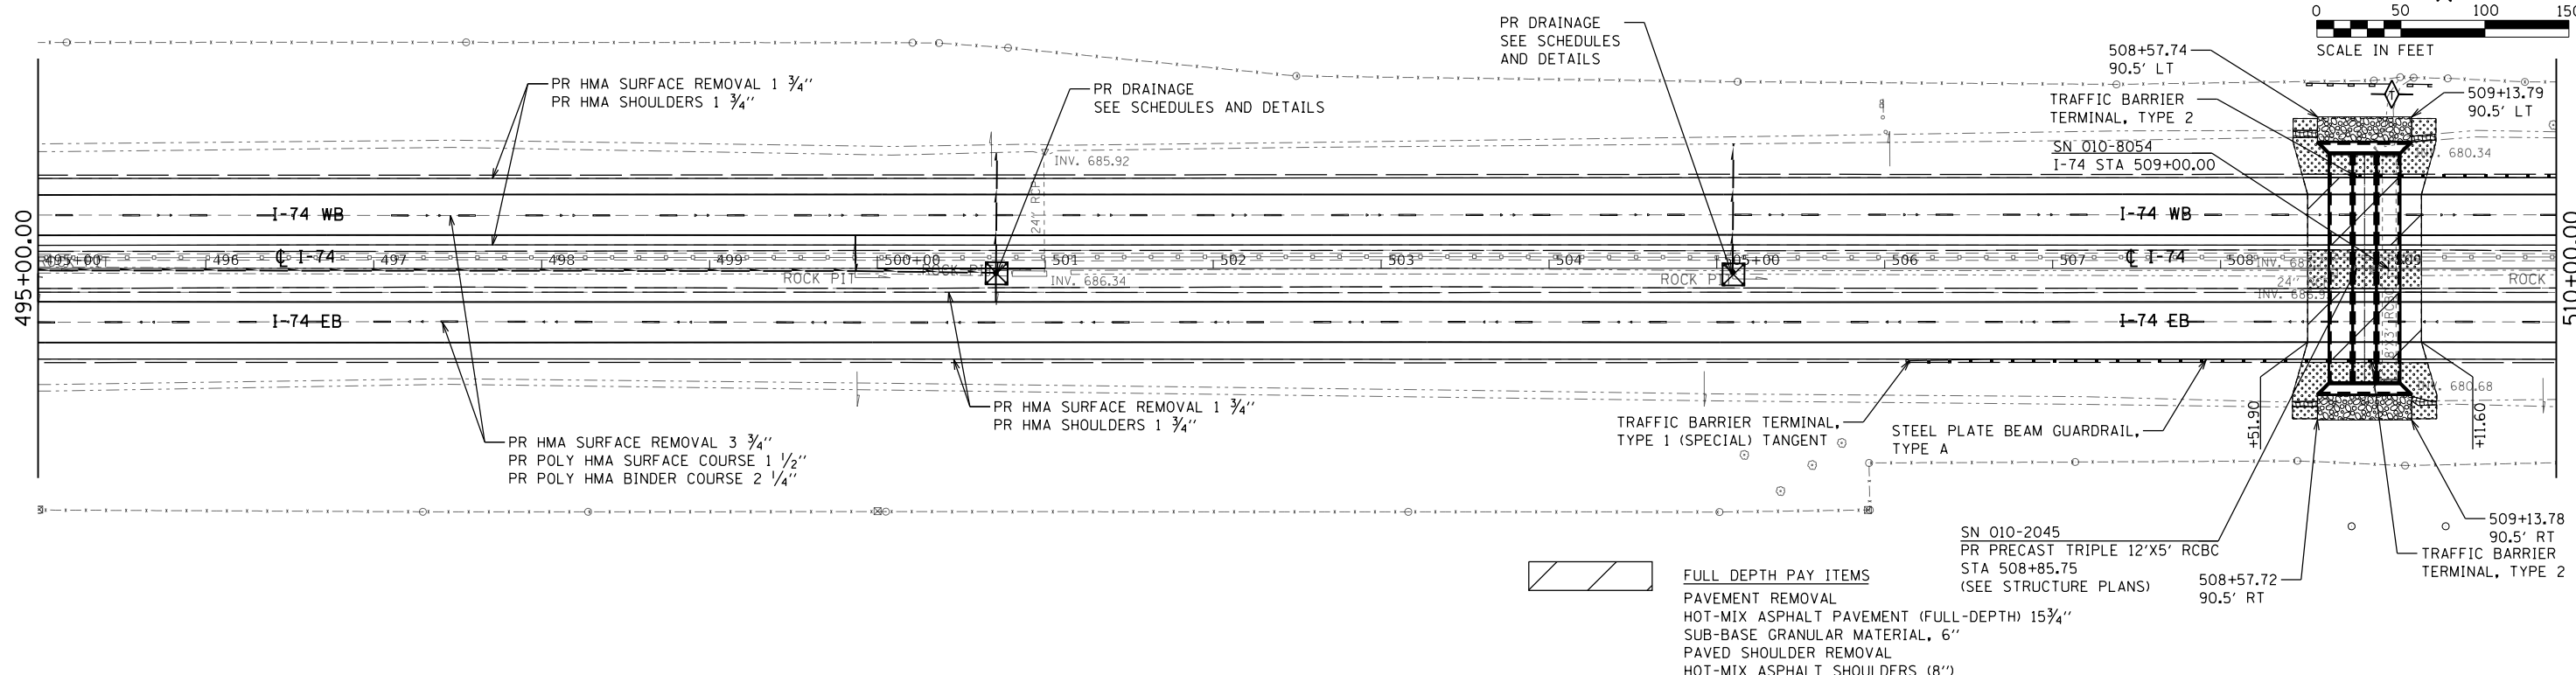 0 50 100 150
SCALE IN FEET
PR DRAINAGE
SEE SCHEDULES
AND DETAILS
508+57.74
90.5' LT
PR HMA SURFACE REMOVAL 1 3/4"
PR HMA SHOULDERS 1 3/4"
PR DRAINAGE
SEE SCHEDULES AND DETAILS
TRAFFIC BARRIER
TERMINAL, TYPE 2
T
509+13.79
90.5' LT
SN 010-8054
I-74 STA 509+00.00
INV. 685.92
680.34
24" RCP
I-74 WB
I-74 WB
495+00.00
510+00.00
℄ I-74
℄ I-74
495+00 496 497 498 499 500+00 501 502 503 504 505+00 506 507 508 509
ROCK PIT
INV. 686.34
ROCK
24"
I-74 EB
I-74 EB
680.68
PR HMA SURFACE REMOVAL 1 3/4"
PR HMA SHOULDERS 1 3/4"
TRAFFIC BARRIER TERMINAL,
TYPE 1 (SPECIAL) TANGENT
STEEL PLATE BEAM GUARDRAIL,
TYPE A
+51.90
+11.60
PR HMA SURFACE REMOVAL 3 3/4"
PR POLY HMA SURFACE COURSE 1 1/2"
PR POLY HMA BINDER COURSE 2 1/4"
SN 010-2045
PR PRECAST TRIPLE 12'X5' RCBC
STA 508+85.75
(SEE STRUCTURE PLANS)
508+57.72
90.5' RT
509+13.78
90.5' RT
TRAFFIC BARRIER
TERMINAL, TYPE 2
FULL DEPTH PAY ITEMS
PAVEMENT REMOVAL
HOT-MIX ASPHALT PAVEMENT (FULL-DEPTH) 15 3/4"
SUB-BASE GRANULAR MATERIAL, 6"
PAVED SHOULDER REMOVAL
HOT-MIX ASPHALT SHOULDERS (8")